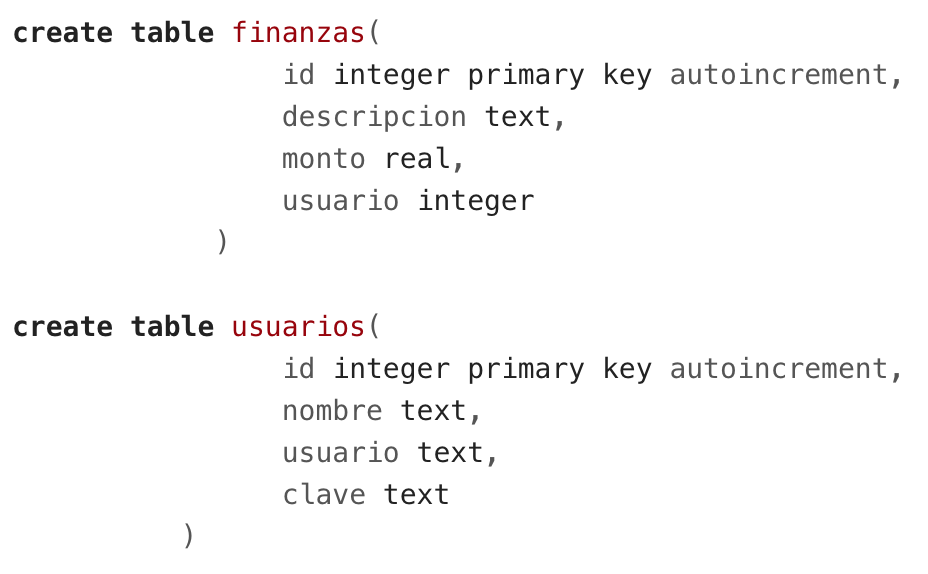 create table finanzas(
id integer primary key autoincrement,
descripcion text,
monto real,
usuario integer
)
create table usuarios(
id integer primary key autoincrement,
nombre text,
usuario text,
clave text
)